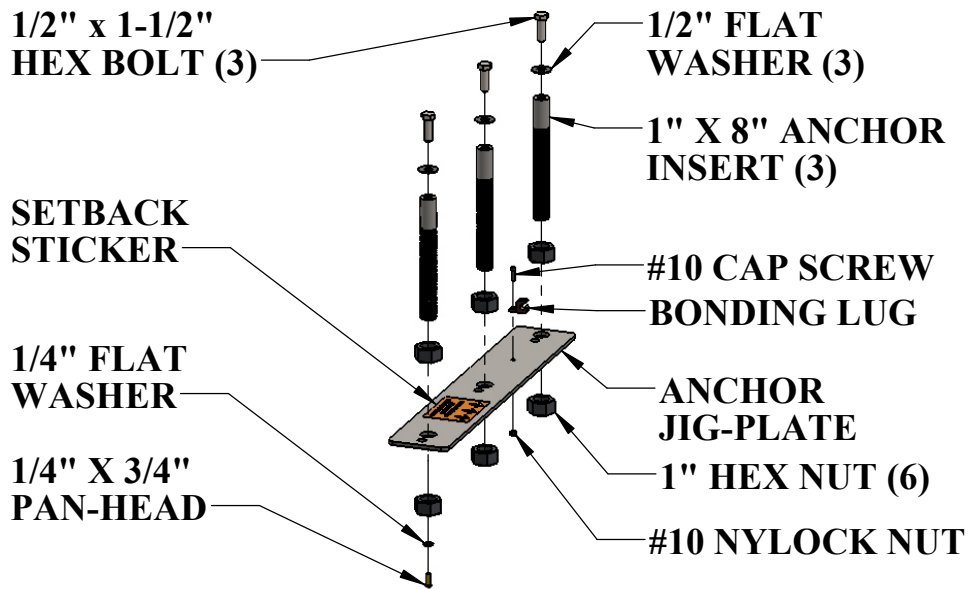 1/2" x 1-1/2"
HEX BOLT (3)
1/2" FLAT
WASHER (3)
1" X 8" ANCHOR
INSERT (3)
SETBACK
STICKER
#10 CAP SCREW
BONDING LUG
1/4" FLAT
WASHER
ANCHOR
JIG-PLATE
1/4" X 3/4"
PAN-HEAD
1" HEX NUT (6)
#10 NYLOCK NUT